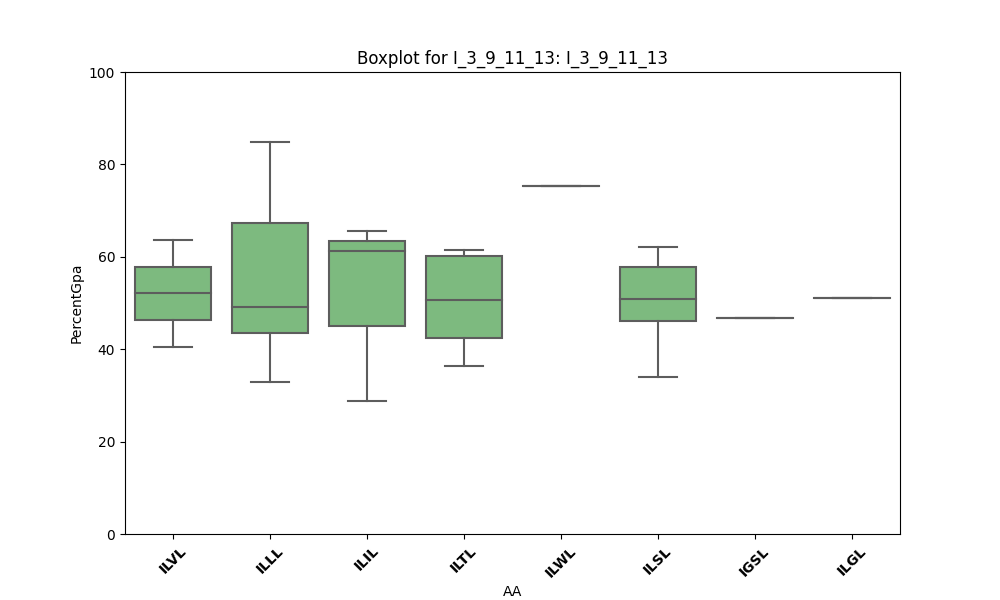 Boxplot for I_3_9_11_13: I_3_9_11_13
100
80
60
40
20
0
PercentGpa
ILVL
ILLL
ILIL
ILTL
ILWL
ILSL
IGSL
ILGL
AA